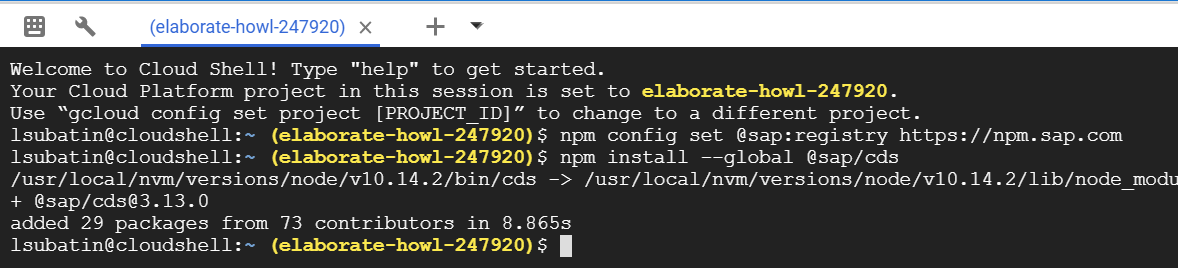 (elaborate-howl-247920)
Welcome to Cloud Shell! Type "help" to get started.
Your Cloud Platform project in this session is set to elaborate-howl-247920.
Use “gcloud config set project [PROJECT_ID]” to change to a different project.
lsubatin@cloudshell:~ (elaborate-howl-247920)$ npm config set @sap:registry https://npm.sap.com
lsubatin@cloudshell:~ (elaborate-howl-247920)$ npm install --global @sap/cds
/usr/local/nvm/versions/node/v10.14.2/bin/cds -> /usr/local/nvm/versions/node/v10.14.2/lib/node_modu
+ @sap/cds@3.13.0
added 29 packages from 73 contributors in 8.865s
lsubatin@cloudshell:~ (elaborate-howl-247920)$